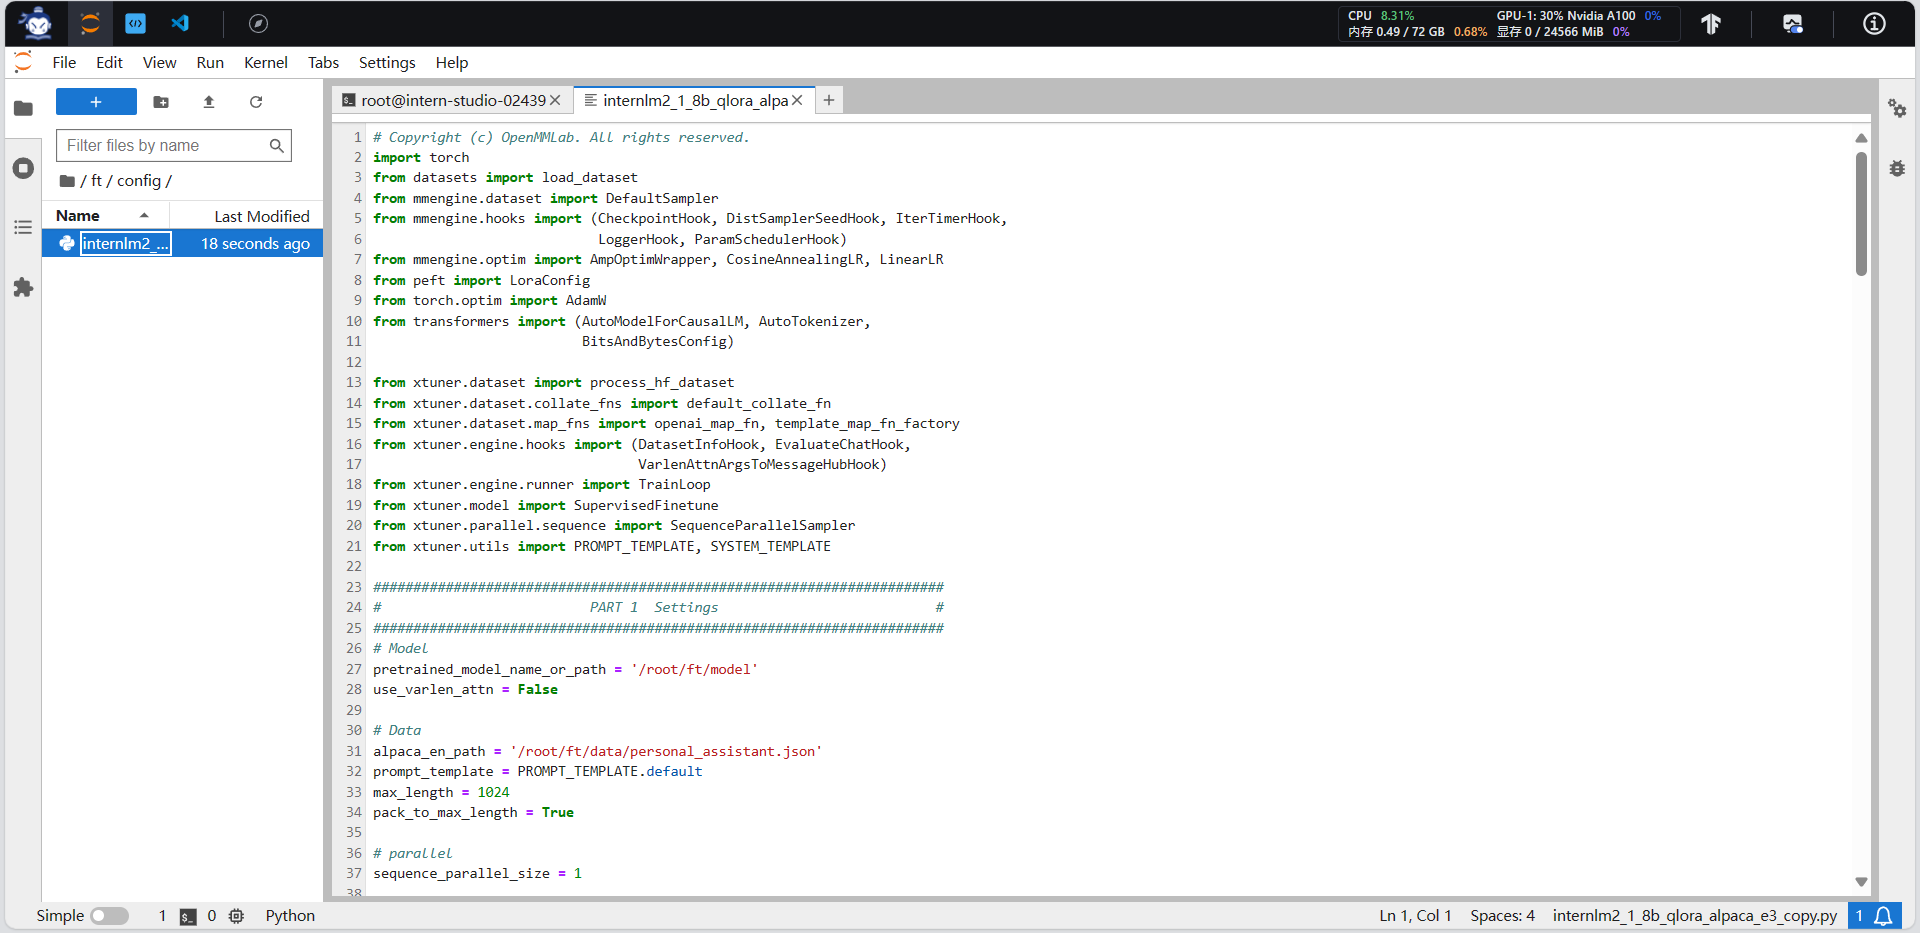 CPU 8.31% GPU-1: 30% Nvidia A100 0%
内存 0.49 / 72 GB 0.68% 显存 0 / 24566 MiB 0%
File Edit View Run Kernel Tabs Settings Help
root@intern-studio-02439
internlm2_1_8b_qlora_alpa
Filter files by name
/ ft / config /
Name Last Modified
internlm2_... 18 seconds ago
1 # Copyright (c) OpenMMLab. All rights reserved.
2 import torch
3 from datasets import load_dataset
4 from mmengine.dataset import DefaultSampler
5 from mmengine.hooks import (CheckpointHook, DistSamplerSeedHook, IterTimerHook,
6 LoggerHook, ParamSchedulerHook)
7 from mmengine.optim import AmpOptimWrapper, CosineAnnealingLR, LinearLR
8 from peft import LoraConfig
9 from torch.optim import AdamW
10 from transformers import (AutoModelForCausalLM, AutoTokenizer,
11 BitsAndBytesConfig)
12
13 from xtuner.dataset import process_hf_dataset
14 from xtuner.dataset.collate_fns import default_collate_fn
15 from xtuner.dataset.map_fns import openai_map_fn, template_map_fn_factory
16 from xtuner.engine.hooks import (DatasetInfoHook, EvaluateChatHook,
17 VarlenAttnArgsToMessageHubHook)
18 from xtuner.engine.runner import TrainLoop
19 from xtuner.model import SupervisedFinetune
20 from xtuner.parallel.sequence import SequenceParallelSampler
21 from xtuner.utils import PROMPT_TEMPLATE, SYSTEM_TEMPLATE
22
23 #######################################################################
24 # PART 1 Settings #
25 #######################################################################
26 # Model
27 pretrained_model_name_or_path = '/root/ft/model'
28 use_varlen_attn = False
29
30 # Data
31 alpaca_en_path = '/root/ft/data/personal_assistant.json'
32 prompt_template = PROMPT_TEMPLATE.default
33 max_length = 1024
34 pack_to_max_length = True
35
36 # parallel
37 sequence_parallel_size = 1
38
Simple 1 0 Python
Ln 1, Col 1 Spaces: 4 internlm2_1_8b_qlora_alpaca_e3_copy.py 1